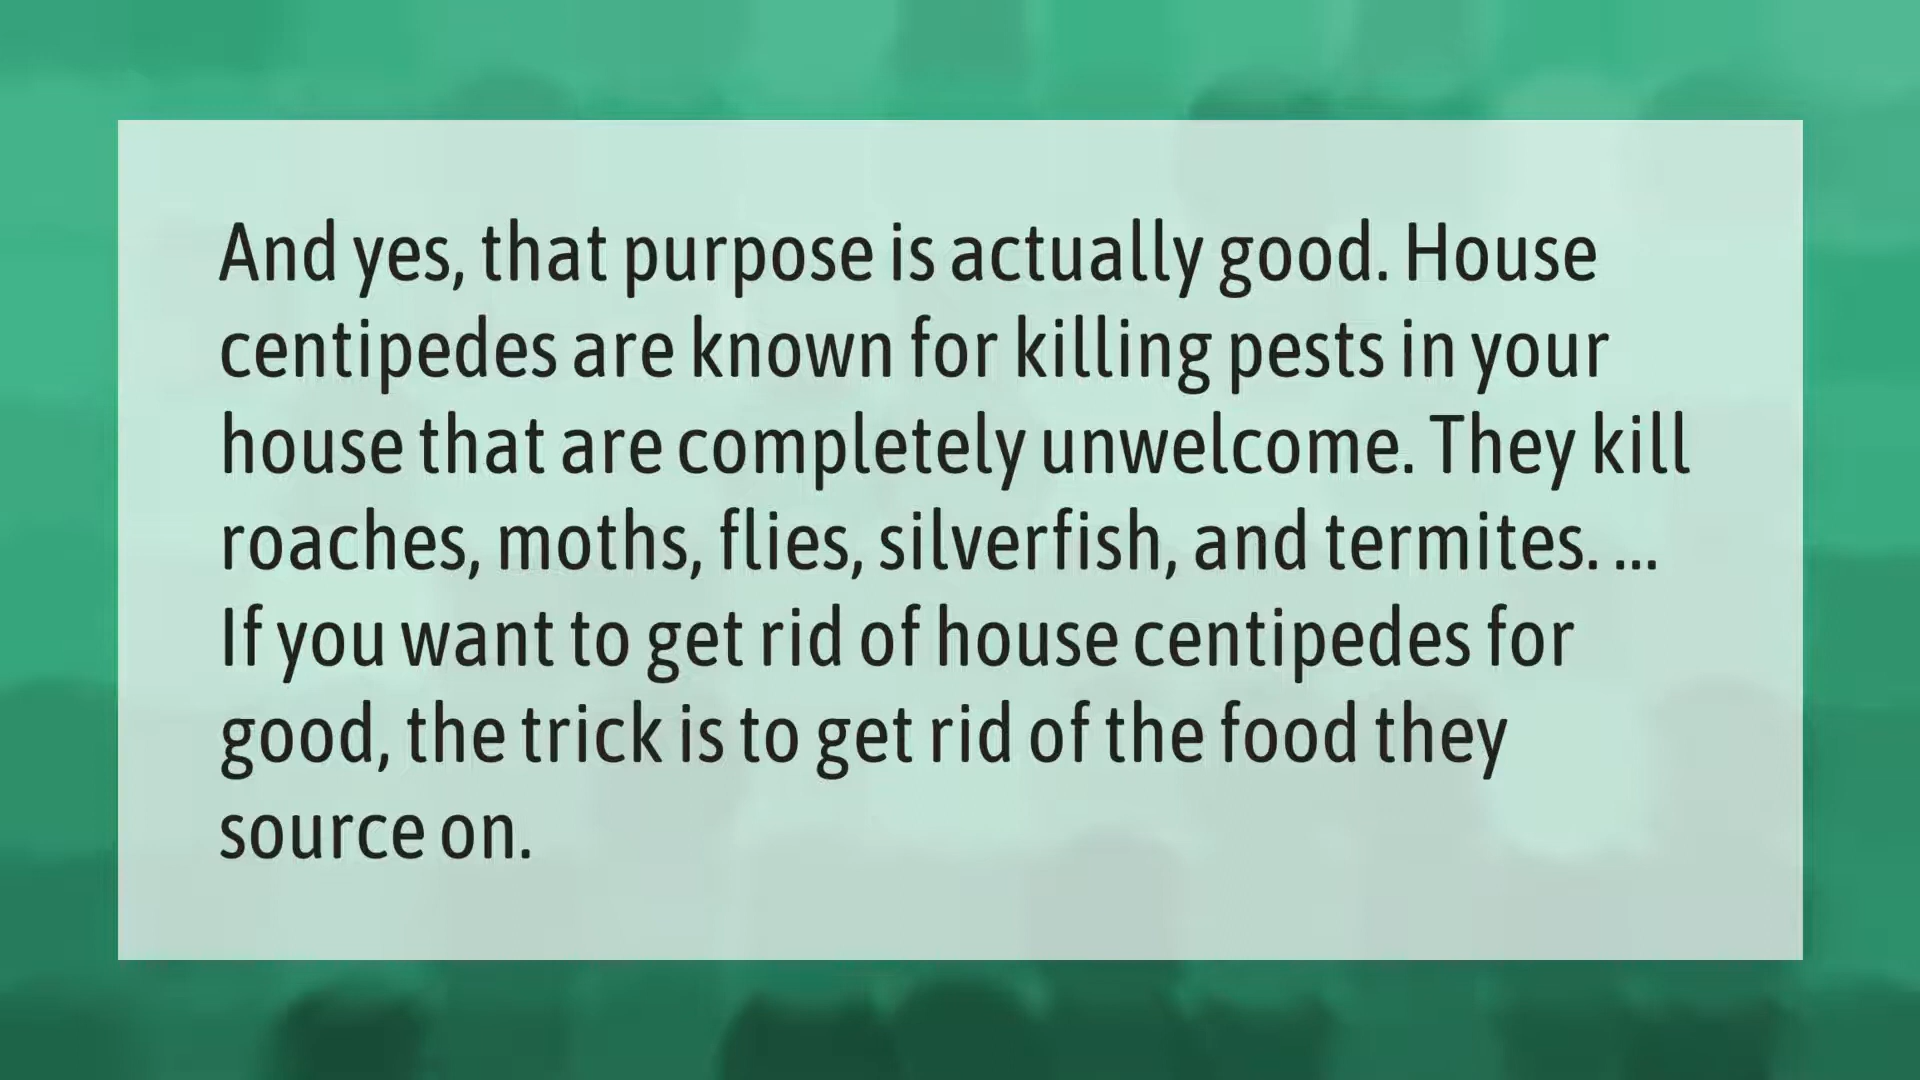 And yes, that purpose is actually good. House
centipedes are known for killing pests in your
house that are completely unwelcome. They kill
roaches, moths, flies, silverfish, and termites. ...
If you want to get rid of house centipedes for
good, the trick is to get rid of the food they
source on.